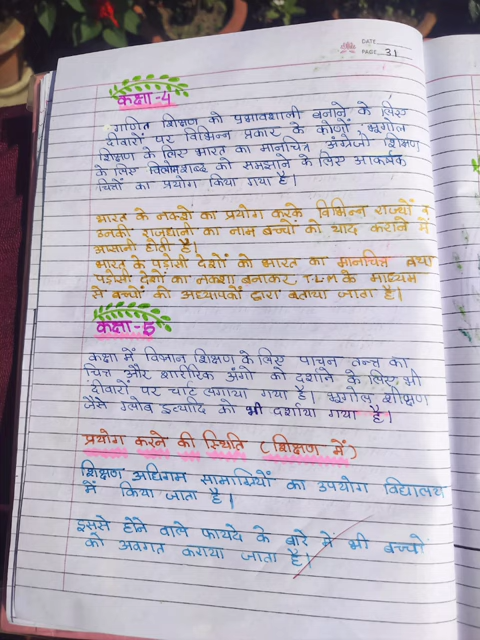 DATE
PAGE 31
कक्षा-4
गणित शिक्षण को प्रभावशाली बनाने के लिए
दीवारों पर विभिन्न प्रकार के कोणों भूगोल
शिक्षण के लिए भारत का मानचित्र अंग्रेजी शिक्षण
के लिए विलोमशब्द को समझाने के लिए आकर्षक
चित्रों का प्रयोग किया गया है।
भारत के नक्शों का प्रयोग करके विभिन्न राज्यों व
उनकी राजधानी का नाम बच्चों को याद कराने में
आसानी होती है।
भारत के पड़ोसी देशों को भारत का मानचित्र तथा
पड़ोसी देशों का नक्शा बनाकर T.L.M के माध्यम
से बच्चों को अध्यापकों द्वारा बताया जाता है।
कक्षा-5
कक्षा में विज्ञान शिक्षण के लिए पाचन तन्त्र का
चित्र और शारीरिक अंगो को दर्शाने के लिए भी
दीवारों पर चार्ट लगाया गया है। भूगोल शीक्षण
जैसे ग्लोब इत्यादि को भी दर्शाया गया है।
प्रयोग करने की स्थिति (शिक्षण में)
शिक्षण अधिगम सामाग्रियों का उपयोग विद्यालय
में किया जाता है।
इससे होने वाले फायदे के बारे में भी बच्चों
को अवगत कराया जाता है।